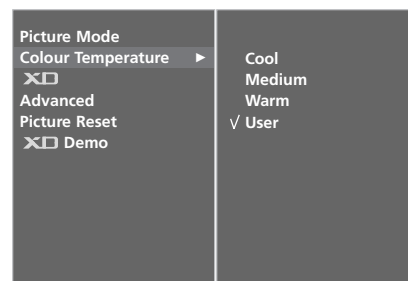 Picture Mode
Colour Temperature ►
XD
Advanced
Picture Reset
XD Demo
Cool
Medium
Warm
√ User